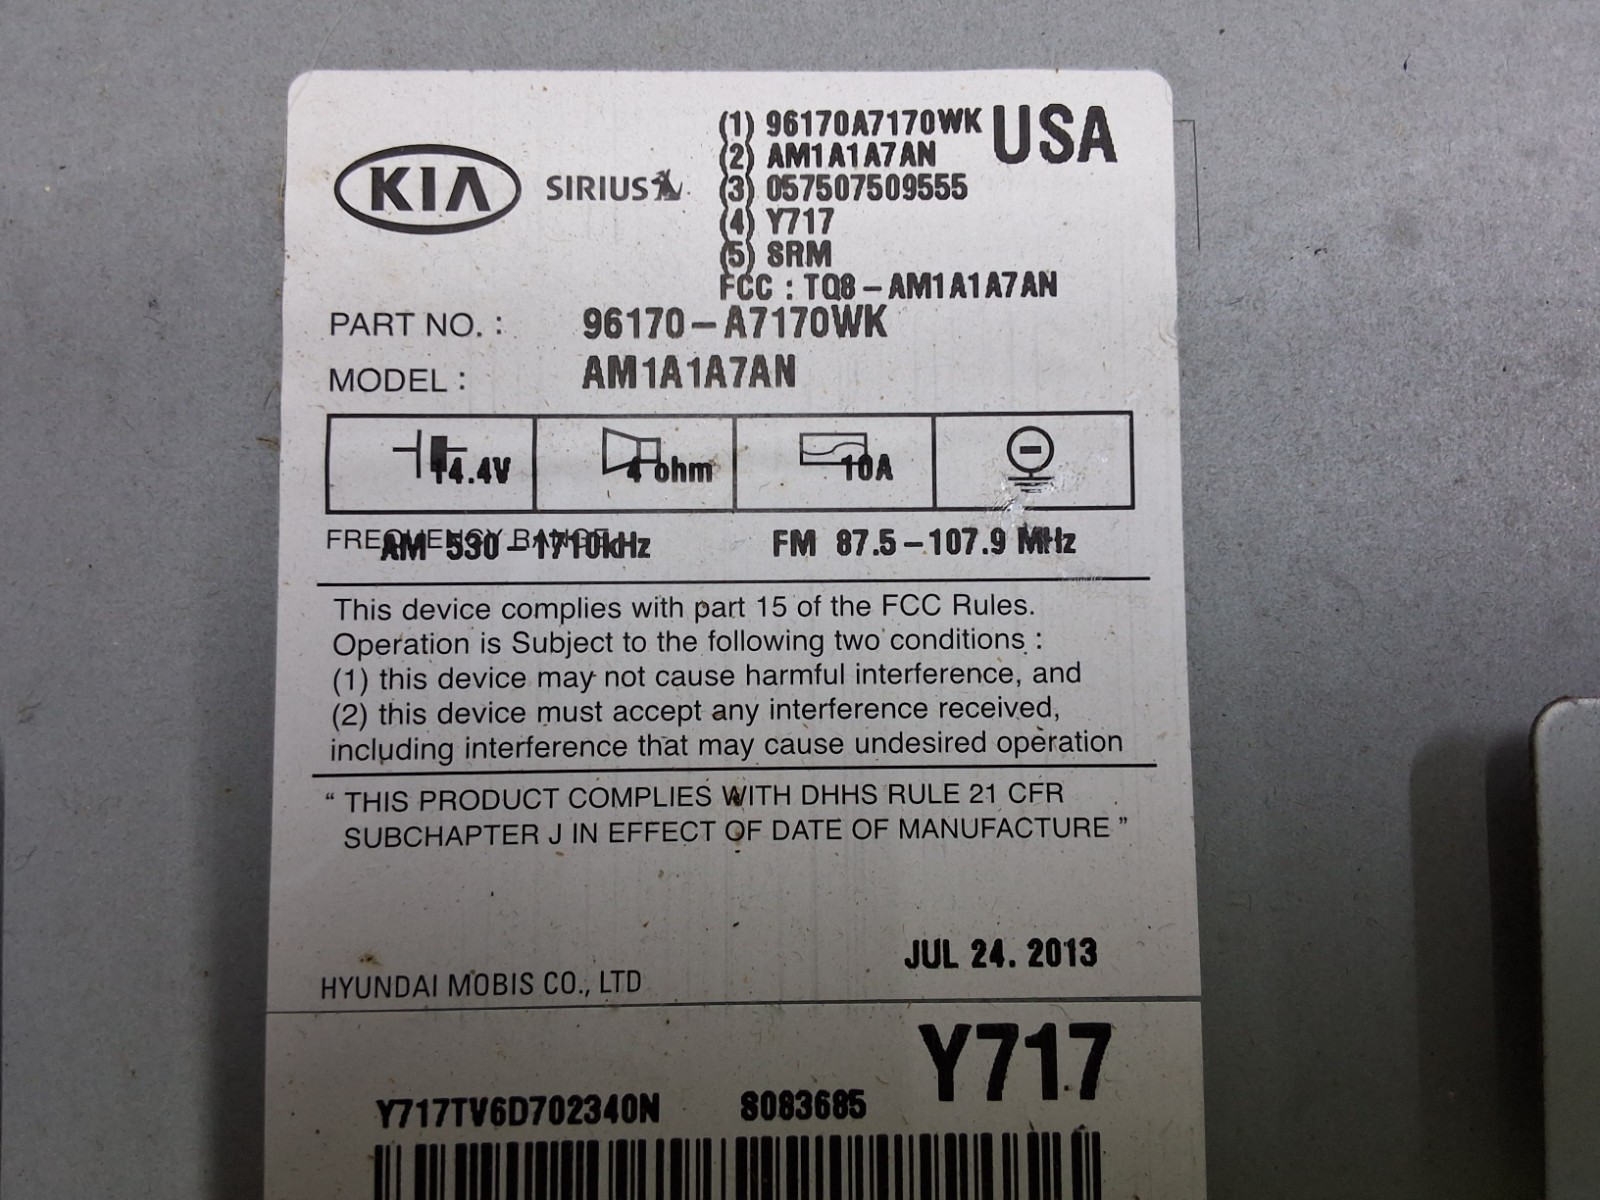 KIA
SIRIUS
(1) 96170A7170WK
USA
(2) AM1A1A7AN
(3) 057507509555
(4) Y717
(5) SRM
FCC : TQ8-AM1A1A7AN
PART NO. : 96170-A7170WK
MODEL : AM1A1A7AN
14.4V 4 ohm 10A
FREQUENCY RANGE :
AM 530-1710kHz FM 87.5-107.9 MHz
This device complies with part 15 of the FCC Rules.
Operation is Subject to the following two conditions :
(1) this device may not cause harmful interference, and
(2) this device must accept any interference received,
including interference that may cause undesired operation
“ THIS PRODUCT COMPLIES WITH DHHS RULE 21 CFR
SUBCHAPTER J IN EFFECT OF DATE OF MANUFACTURE ”
JUL 24. 2013
HYUNDAI MOBIS CO., LTD
Y717
Y717TV6D702340N 8083685